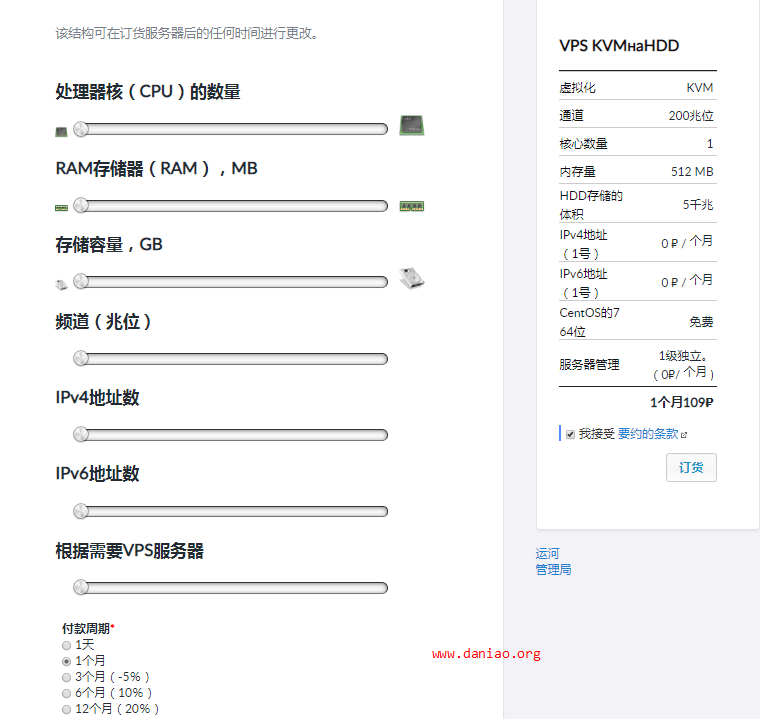 该结构可在订货服务器后的任何时间进行更改。
处理器核（CPU）的数量
RAM存储器（RAM），MB
存储容量，GB
频道（兆位）
IPv4地址数
IPv6地址数
根据需要VPS服务器
付款周期*
1天
1个月
3个月（-5%）
6个月（10%）
12个月（20%）
VPS KVMнаHDD
虚拟化 KVM
通道 200兆位
核心数量 1
内存量 512 MB
HDD存储的
体积 5千兆
IPv4地址
（1号） 0 ₽ / 个月
IPv6地址
（1号） 0 ₽ / 个月
CentOS的7
64位 免费
服务器管理 1级独立。
（0₽/ 个月）
1个月109₽
我接受 要约的条款
订货
运河
管理局
www.daniao.org